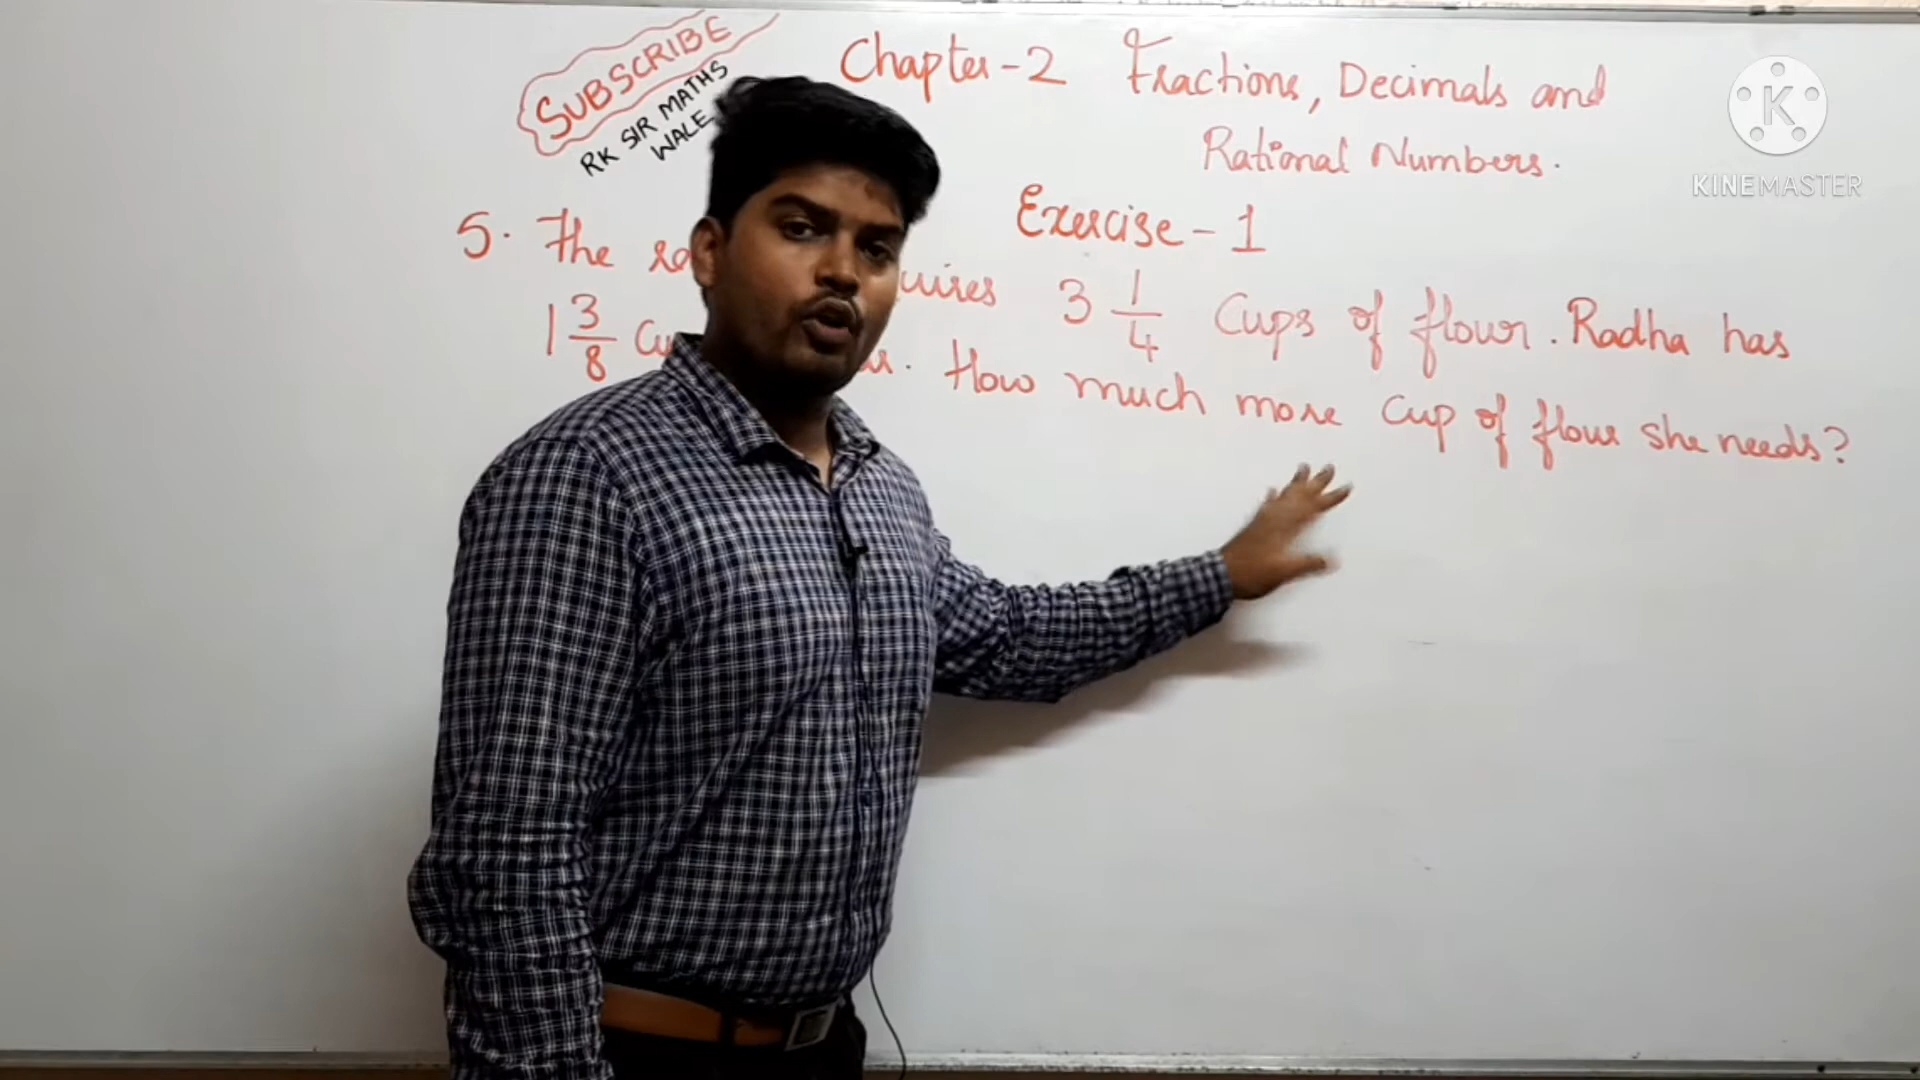 SUBSCRIBE
RK SIR MATHS
WALE
Chapter-2 Fractions, Decimals and
Rational Numbers.
Exercise-1
5. The 3 1/4 Cups of flour. Radha has
1 3/8 How much more cup of flour she needs?
K
KINEMASTER